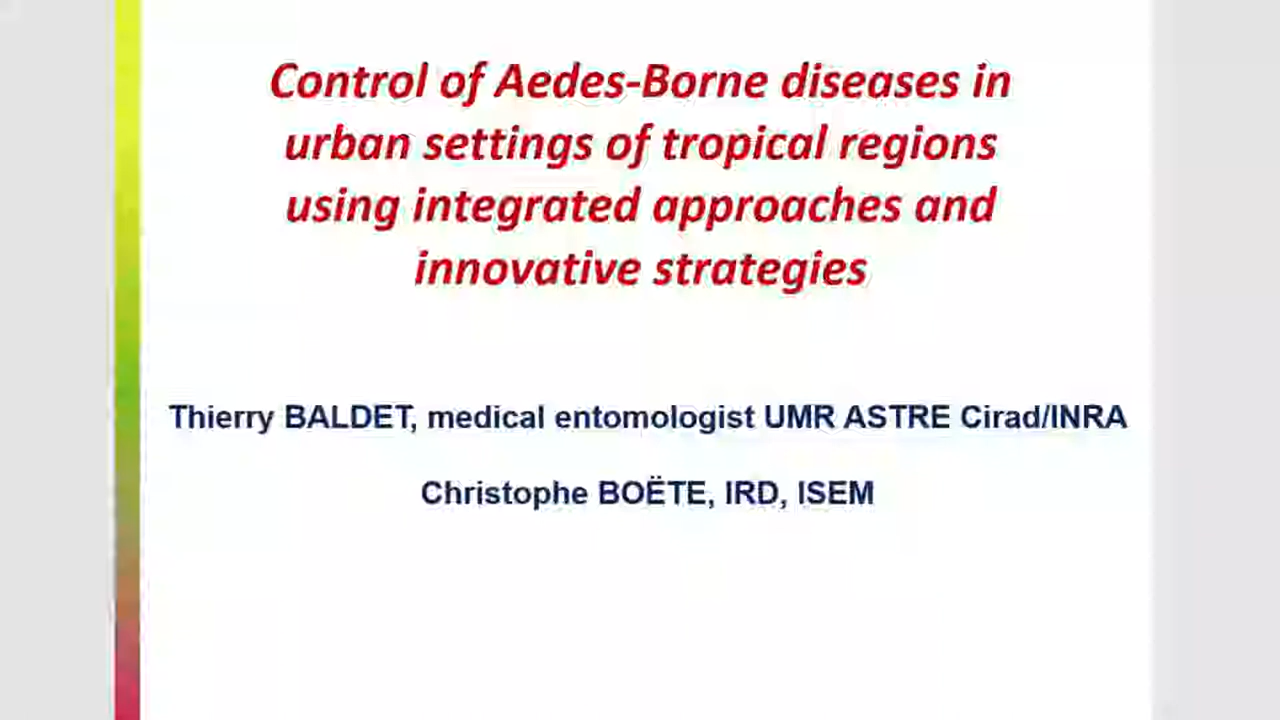 Control of Aedes-Borne diseases in
urban settings of tropical regions
using integrated approaches and
innovative strategies
Thierry BALDET, medical entomologist UMR ASTRE Cirad/INRA
Christophe BOËTE, IRD, ISEM